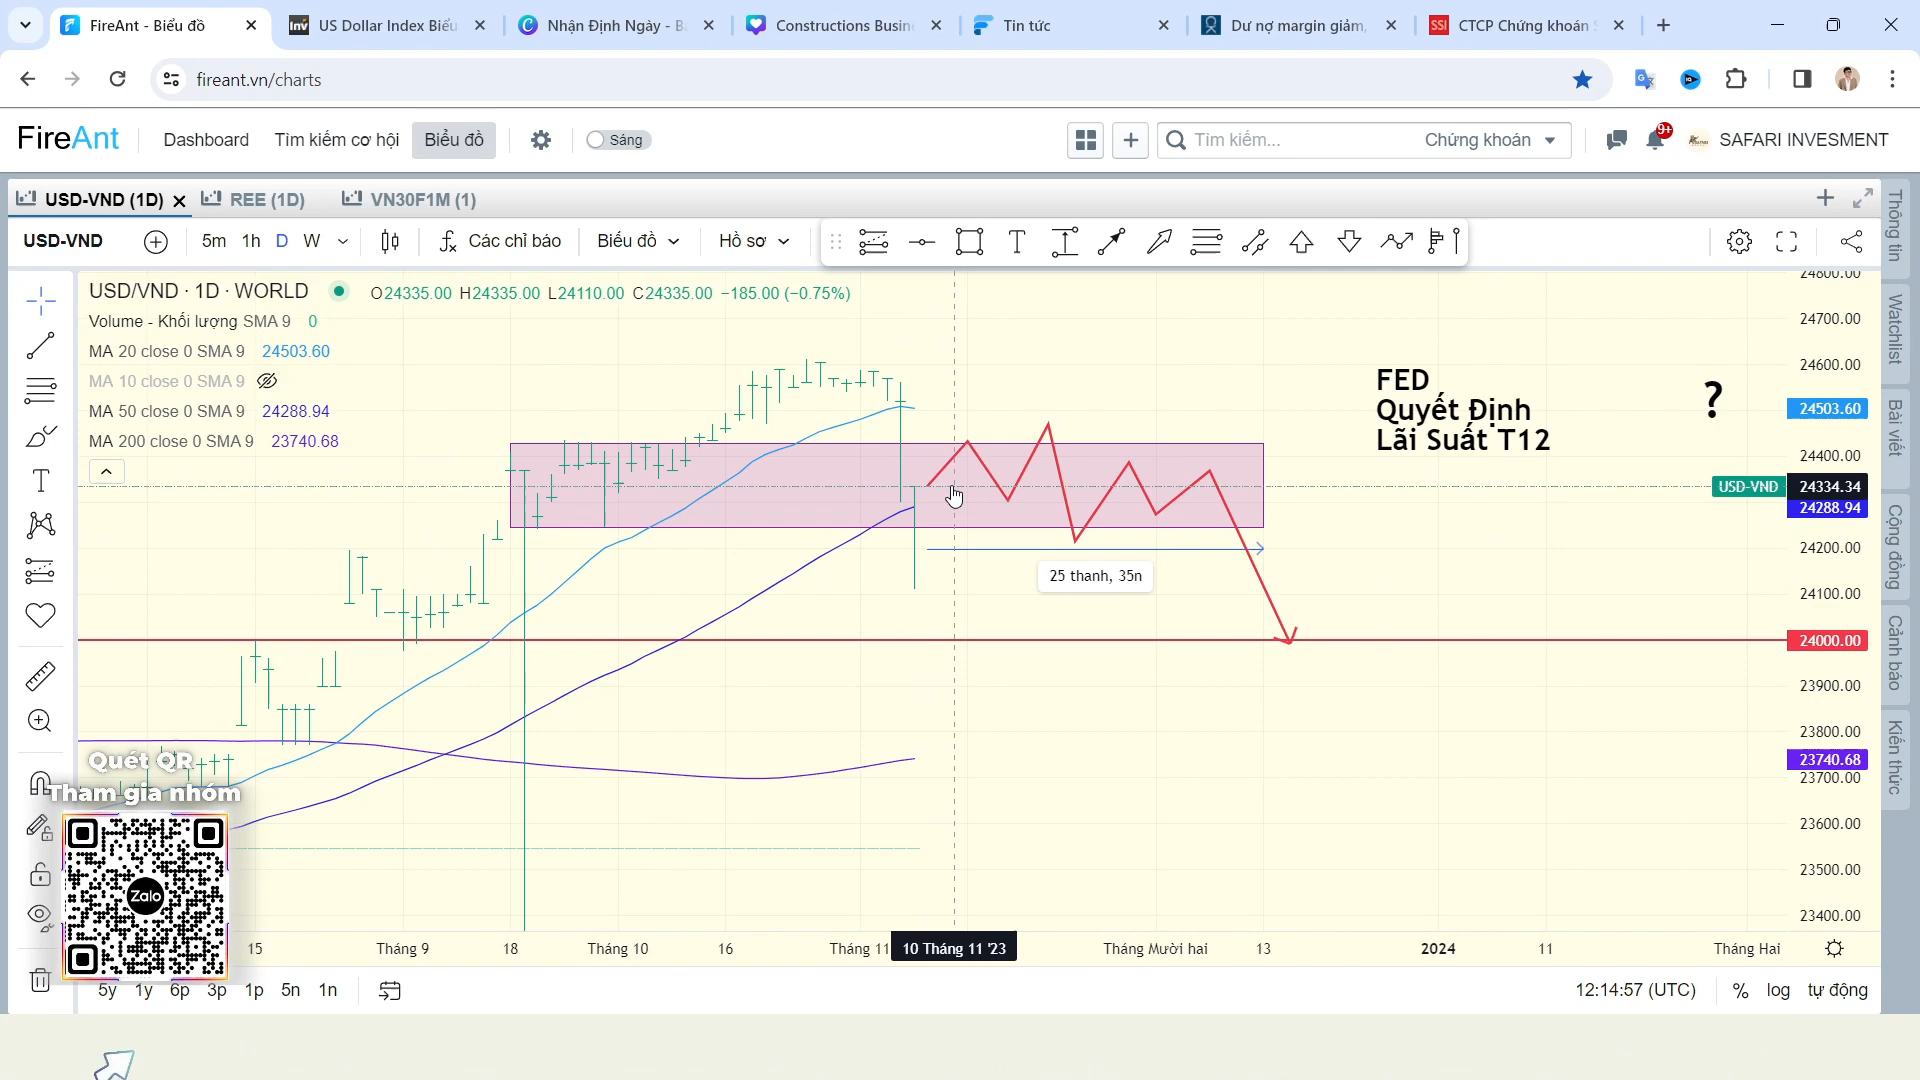 FireAnt - Biểu đồ
US Dollar Index Biểu
Nhận Định Ngày - B
Constructions Busin
Tin tức
Dư nợ margin giảm,
SSI
CTCP Chứng khoán S
fireant.vn/charts
FireAnt
Dashboard
Tìm kiếm cơ hội
Biểu đồ
Sáng
Tìm kiếm...
Chứng khoán
9+
SAFARI INVESMENT
USD-VND (1D)
REE (1D)
VN30F1M (1)
USD-VND
5m 1h D W
Các chỉ báo
Biểu đồ
Hồ sơ
USD/VND · 1D · WORLD
O24335.00 H24335.00 L24110.00 C24335.00 −185.00 (−0.75%)
Volume - Khối lượng SMA 9 0
MA 20 close 0 SMA 9 24503.60
MA 10 close 0 SMA 9
MA 50 close 0 SMA 9 24288.94
MA 200 close 0 SMA 9 23740.68
FED
Quyết Định
Lãi Suất T12
?
25 thanh, 35n
24800.00
24700.00
24600.00
24503.60
24400.00
USD-VND 24334.34
24288.94
24200.00
24100.00
24000.00
23900.00
23800.00
23740.68
23700.00
23600.00
23500.00
23400.00
Thông tin
Watchlist
Bài viết
Cộng đồng
Cảnh báo
Kiến thức
Quét QR
Tham gia nhóm
Zalo
15 Tháng 9 18 Tháng 10 16 Tháng 11 10 Tháng 11 '23 Tháng Mười hai 13 2024 11 Tháng Hai
5y 1y 6p 3p 1p 5n 1n
12:14:57 (UTC)
% log tự động